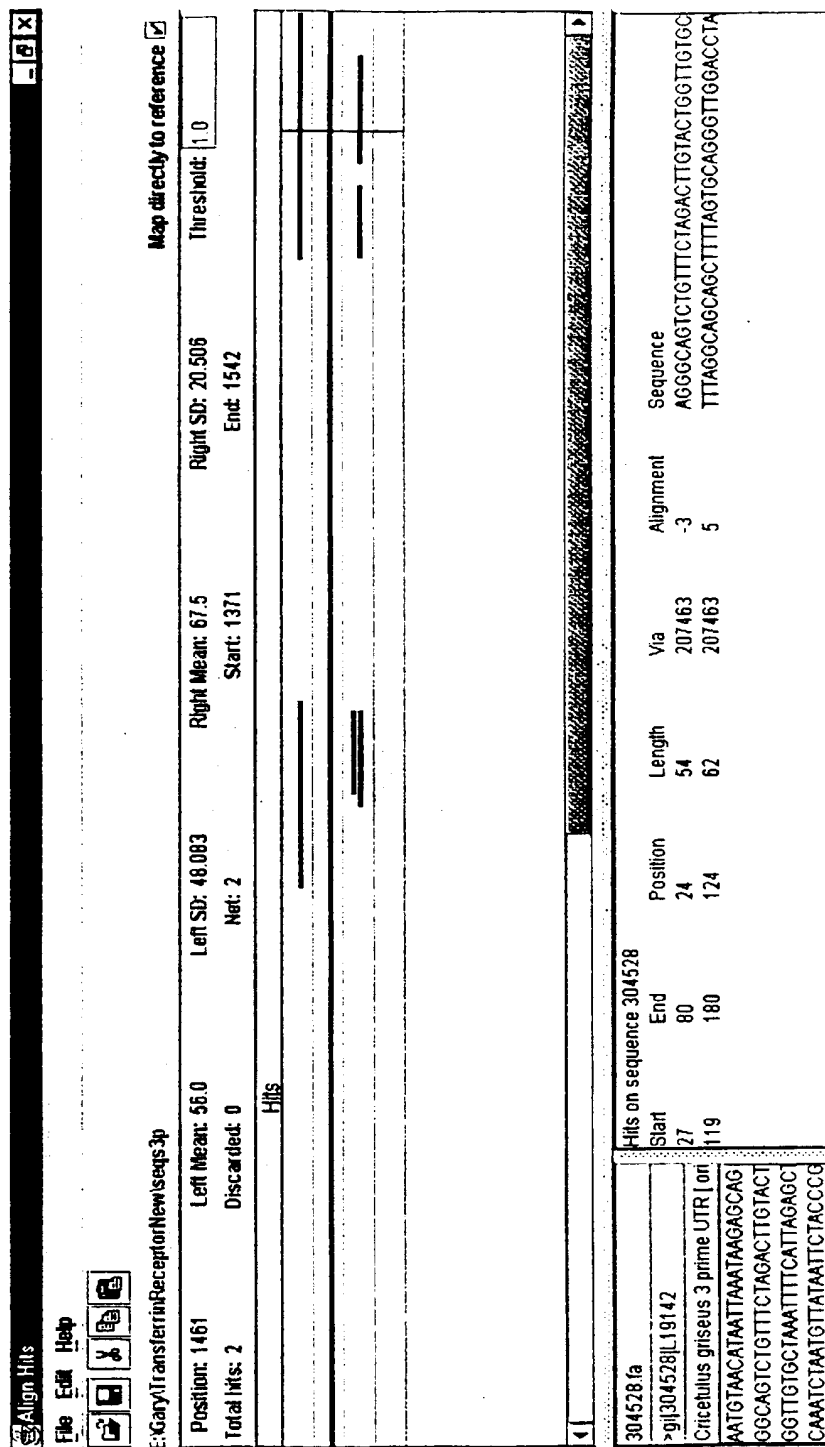 Align Hits
File Edit Help
E:\Gary\TransferrinReceptorNew\seqs3p
Map directly to reference
Position: 1461 Left Mean: 56.0 Left SD: 48.083 Right Mean: 67.5 Right SD: 20.506 Threshold: 1.0
Total hits: 2 Discarded: 0 Net: 2 Start: 1371 End: 1542
Hits
304528.fa
>gi|304528|L19142
Cricetulus griseus 3 prime UTR [ori
AATGTAACATAATTAAATAAGAGCAG
GGCAGTCTGTTTCTAGACTTGTACT
GGTTGTGCTAAATTTTCATTAGAGCT
CAAATCTAATGTTATAATTCTACCCG
Hits on sequence 304528
Start End Position Length Via Alignment Sequence
27 80 24 54 207463 -3 AGGGCAGTCTGTTTCTAGACTTGTACTGGTTGTGC
119 180 124 62 207463 5 TTTAGGCAGCAGCTTTTAGTGCAGGGTTGGACCTA